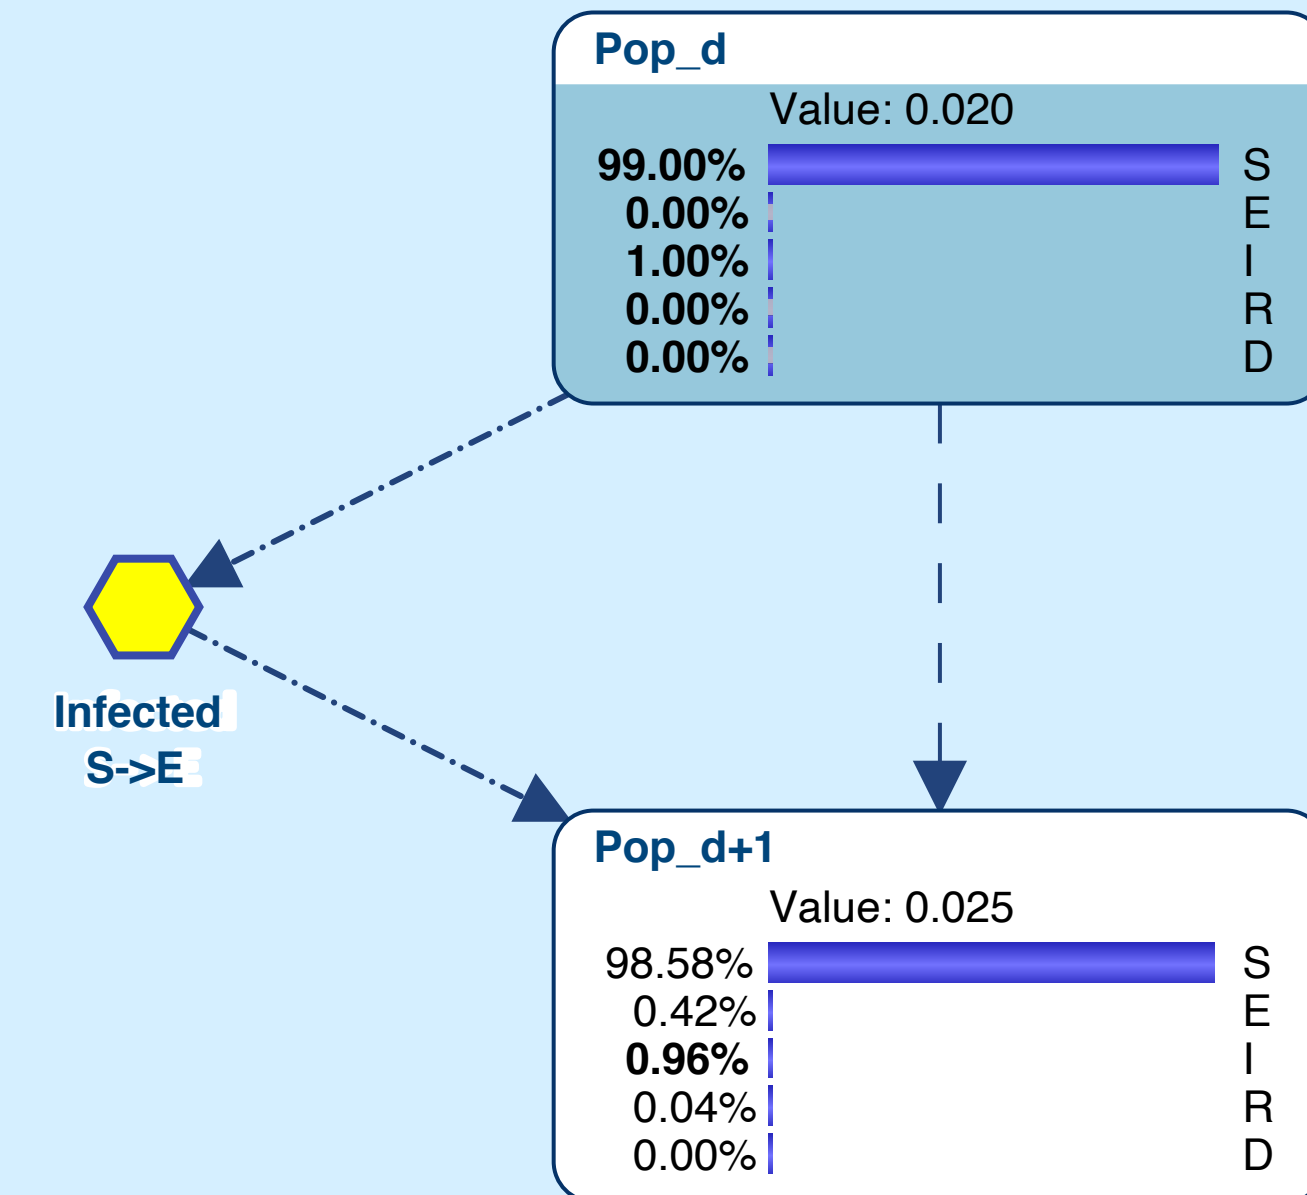 Pop_d
Value: 0.020
99.00% S
0.00% E
1.00% I
0.00% R
0.00% D
Infected
S->E
Pop_d+1
Value: 0.025
98.58% S
0.42% E
0.96% I
0.04% R
0.00% D